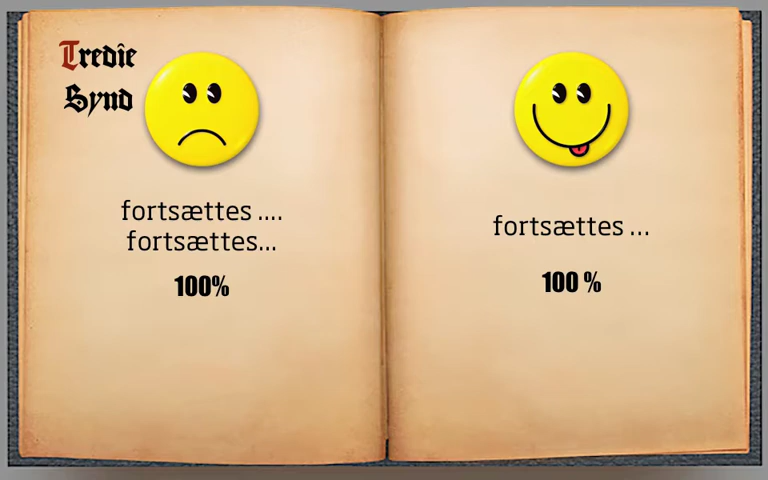 Tredie
Synd
fortsættes ....
fortsættes...
100%
fortsættes ...
100 %